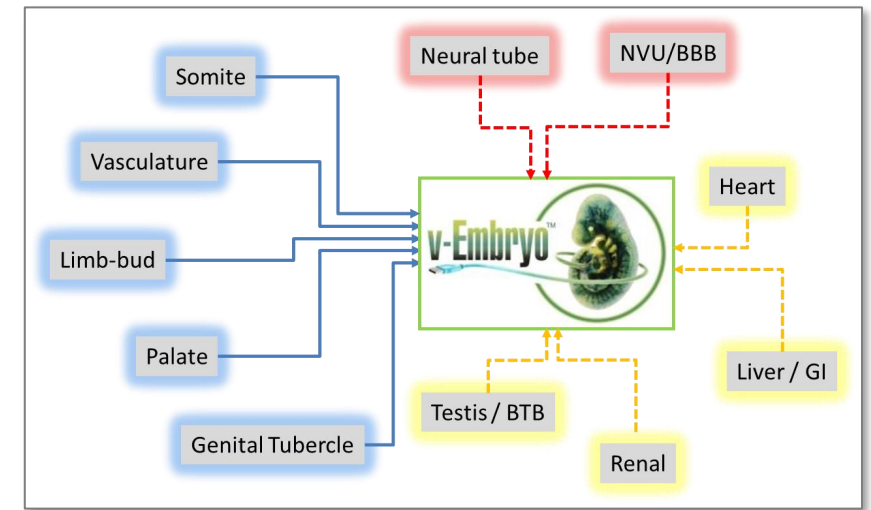 Neural tube
NVU/BBB
Somite
Vasculature
Heart
Limb-bud
v-Embryo™
Palate
Liver / GI
Testis / BTB
Genital Tubercle
Renal